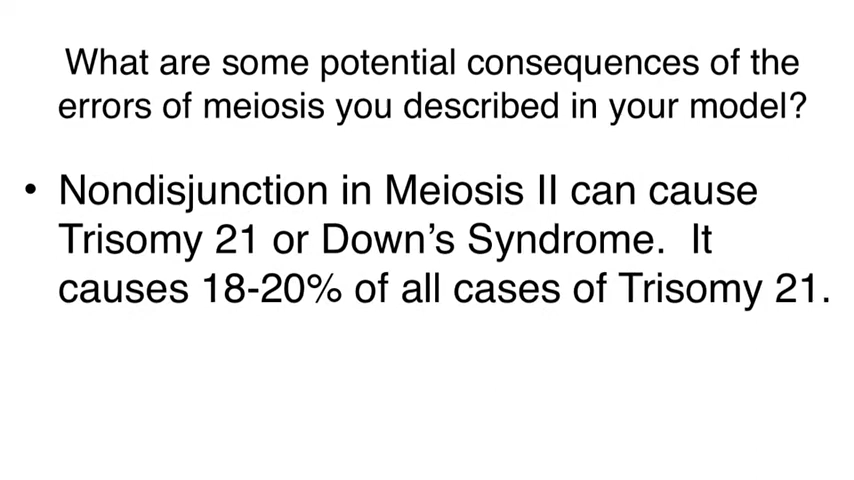 What are some potential consequences of the
errors of meiosis you described in your model?
• Nondisjunction in Meiosis II can cause
Trisomy 21 or Down’s Syndrome.  It
causes 18-20% of all cases of Trisomy 21.